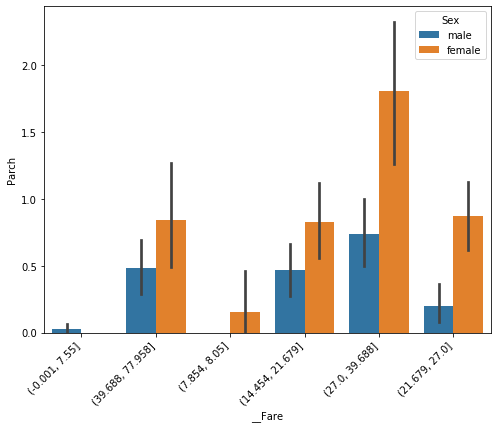 Sex
male
female
2.0
1.5
1.0
0.5
0.0
Parch
(-0.001, 7.55]
(39.688, 77.958]
(7.854, 8.05]
(14.454, 21.679]
(27.0, 39.688]
(21.679, 27.0]
__Fare